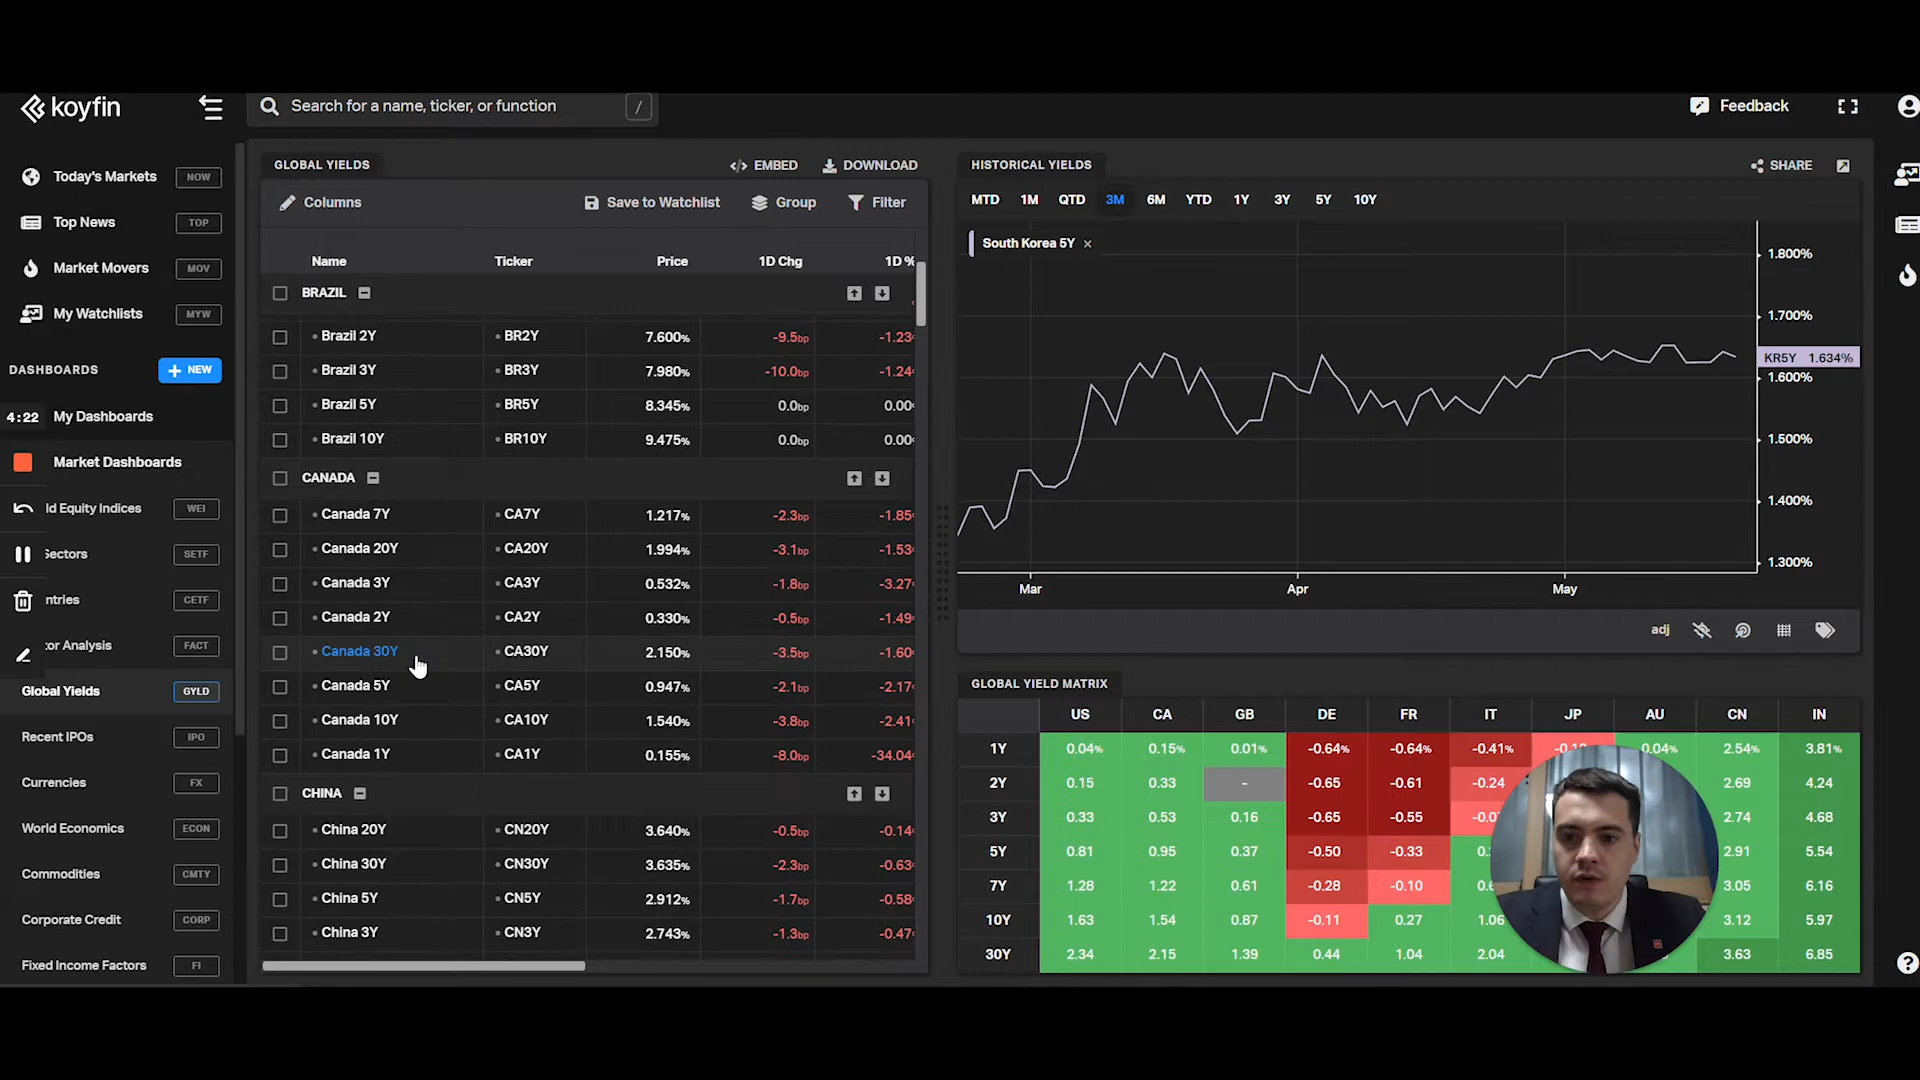 koyfin
Search for a name, ticker, or function
/
Feedback
Today's Markets NOW
Top News TOP
Market Movers MOV
My Watchlists MYW
DASHBOARDS
+ NEW
4:22 My Dashboards
Market Dashboards
ld Equity Indices WEI
Sectors SETF
ntries CETF
tor Analysis FACT
Global Yields GYLD
Recent IPOs IPO
Currencies FX
World Economics ECON
Commodities CMTY
Corporate Credit CORP
Fixed Income Factors FI
GLOBAL YIELDS
EMBED
DOWNLOAD
Columns
Save to Watchlist
Group
Filter
Name Ticker Price 1D Chg 1D %
BRAZIL
Brazil 2Y BR2Y 7.600% -9.5bp -1.23
Brazil 3Y BR3Y 7.980% -10.0bp -1.24
Brazil 5Y BR5Y 8.345% 0.0bp 0.00
Brazil 10Y BR10Y 9.475% 0.0bp 0.00
CANADA
Canada 7Y CA7Y 1.217% -2.3bp -1.85
Canada 20Y CA20Y 1.994% -3.1bp -1.53
Canada 3Y CA3Y 0.532% -1.8bp -3.27
Canada 2Y CA2Y 0.330% -0.5bp -1.49
Canada 30Y CA30Y 2.150% -3.5bp -1.60
Canada 5Y CA5Y 0.947% -2.1bp -2.17
Canada 10Y CA10Y 1.540% -3.8bp -2.41
Canada 1Y CA1Y 0.155% -8.0bp -34.04
CHINA
China 20Y CN20Y 3.640% -0.5bp -0.14
China 30Y CN30Y 3.635% -2.3bp -0.63
China 5Y CN5Y 2.912% -1.7bp -0.58
China 3Y CN3Y 2.743% -1.3bp -0.47
HISTORICAL YIELDS
SHARE
MTD 1M QTD 3M 6M YTD 1Y 3Y 5Y 10Y
South Korea 5Y ×
1.800%
1.700%
KR5Y 1.634%
1.600%
1.500%
1.400%
1.300%
Mar Apr May
adj
GLOBAL YIELD MATRIX
US CA GB DE FR IT JP AU CN IN
1Y 0.04% 0.15% 0.01% -0.64% -0.64% -0.41% 0.04% 2.54% 3.81%
2Y 0.15 0.33 - -0.65 -0.61 -0.24 2.69 4.24
3Y 0.33 0.53 0.16 -0.65 -0.55 2.74 4.68
5Y 0.81 0.95 0.37 -0.50 -0.33 2.91 5.54
7Y 1.28 1.22 0.61 -0.28 -0.10 3.05 6.16
10Y 1.63 1.54 0.87 -0.11 0.27 1.06 3.12 5.97
30Y 2.34 2.15 1.39 0.44 1.04 2.04 3.63 6.85
?